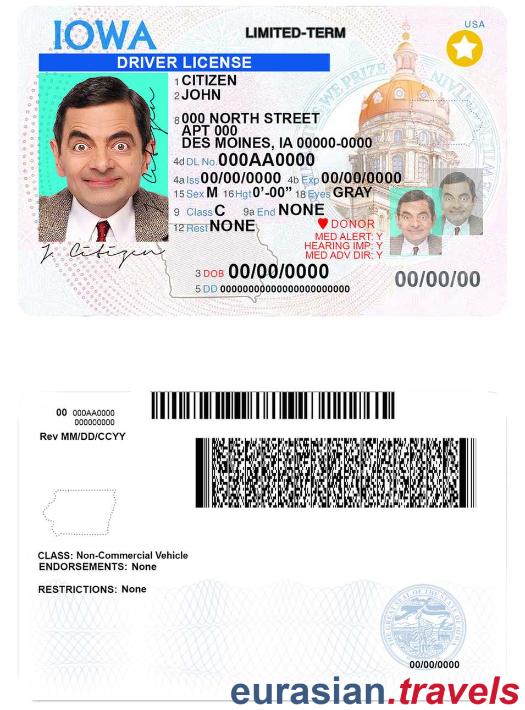 IOWA
LIMITED-TERM
USA
DRIVER LICENSE
1 CITIZEN
2 JOHN
8 000 NORTH STREET
APT 000
DES MOINES, IA 00000-0000
4d DL No. 000AA0000
4a Iss 00/00/0000 4b Exp 00/00/0000
15 Sex M 16 Hgt 0'-00" 18 Eyes GRAY
9 Class C 9a End NONE
12 Rest NONE
DONOR
MED ALERT: Y
HEARING IMP: Y
MED ADV DIR: Y
J. Citizen
3 DOB 00/00/0000
00/00/00
5 DD 0000000000000000000000000
00 000AA0000
000000000
Rev MM/DD/CCYY
CLASS: Non-Commercial Vehicle
ENDORSEMENTS: None
RESTRICTIONS: None
00/00/0000
eurasian.travels